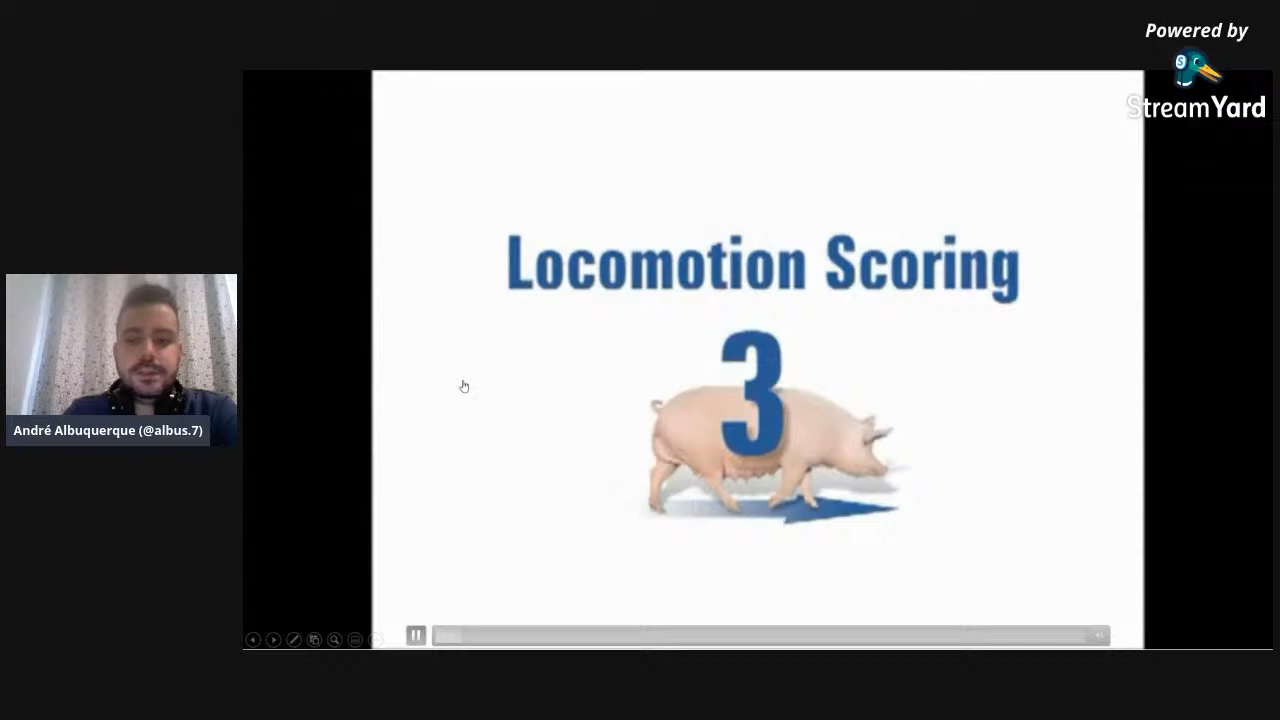 Powered by
StreamYard
Locomotion Scoring
3
André Albuquerque (@albus.7)